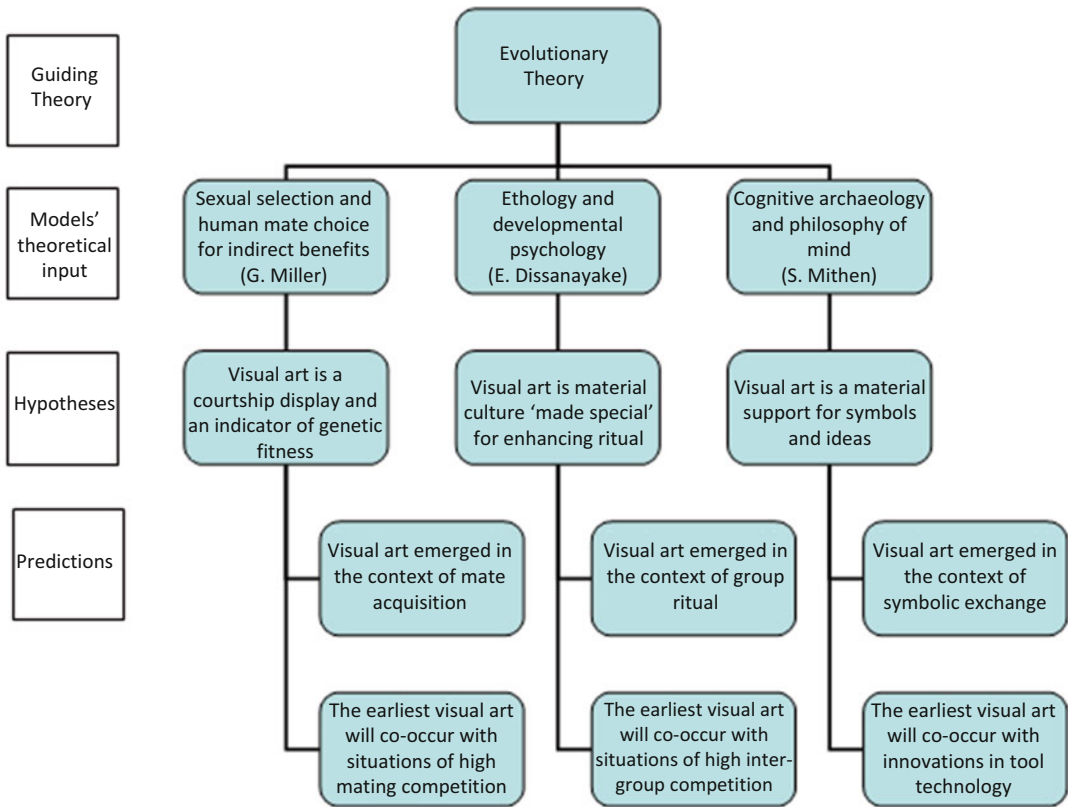 Guiding
Theory
Evolutionary
Theory
Models'
theoretical
input
Sexual selection and
human mate choice
for indirect benefits
(G. Miller)
Ethology and
developmental
psychology
(E. Dissanayake)
Cognitive archaeology
and philosophy of
mind
(S. Mithen)
Hypotheses
Visual art is a
courtship display and
an indicator of genetic
fitness
Visual art is material
culture ‘made special’
for enhancing ritual
Visual art is a material
support for symbols
and ideas
Predictions
Visual art emerged in
the context of mate
acquisition
Visual art emerged in
the context of group
ritual
Visual art emerged in
the context of
symbolic exchange
The earliest visual art
will co-occur with
situations of high
mating competition
The earliest visual art
will co-occur with
situations of high inter-
group competition
The earliest visual art
will co-occur with
innovations in tool
technology